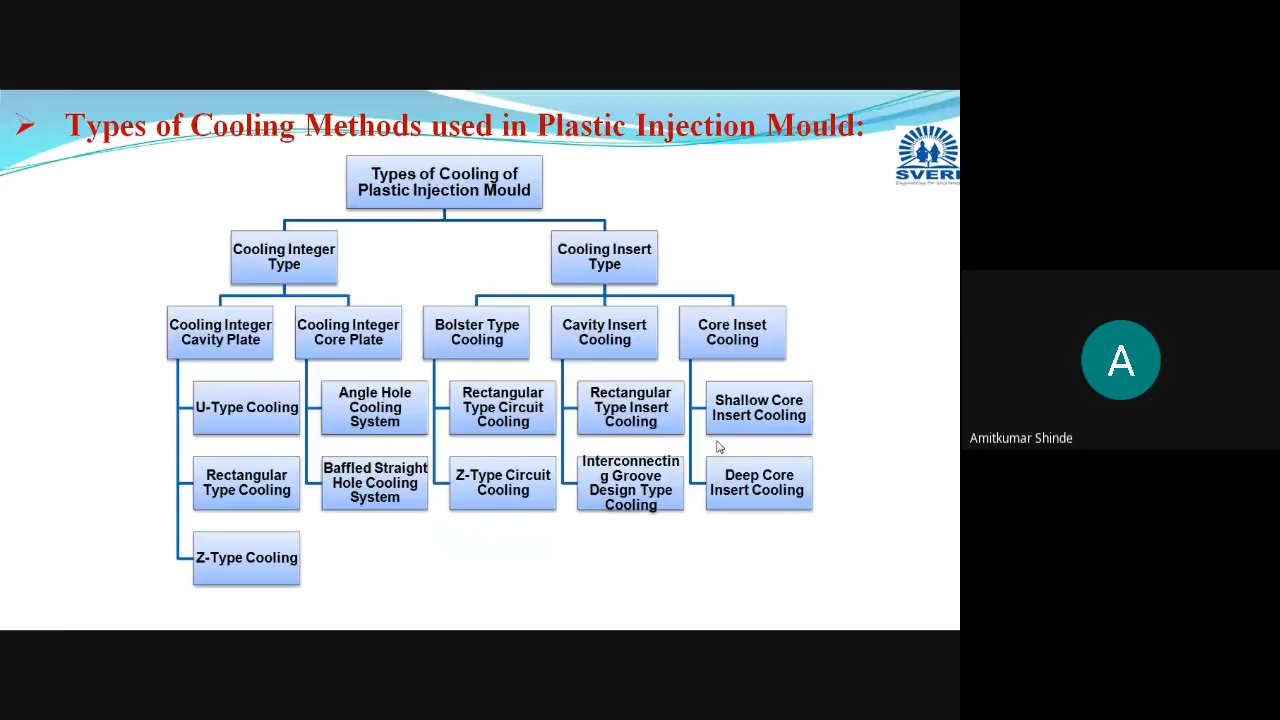 Types of Cooling Methods used in Plastic Injection Mould:
SVERI
Engineering for Excellence
Types of Cooling of
Plastic Injection Mould
Cooling Integer
Type
Cooling Insert
Type
Cooling Integer
Cavity Plate
Cooling Integer
Core Plate
Bolster Type
Cooling
Cavity Insert
Cooling
Core Inset
Cooling
U-Type Cooling
Angle Hole
Cooling
System
Rectangular
Type Circuit
Cooling
Rectangular
Type Insert
Cooling
Shallow Core
Insert Cooling
Rectangular
Type Cooling
Baffled Straight
Hole Cooling
System
Z-Type Circuit
Cooling
Interconnectin
g Groove
Design Type
Cooling
Deep Core
Insert Cooling
Z-Type Cooling
A
Amitkumar Shinde